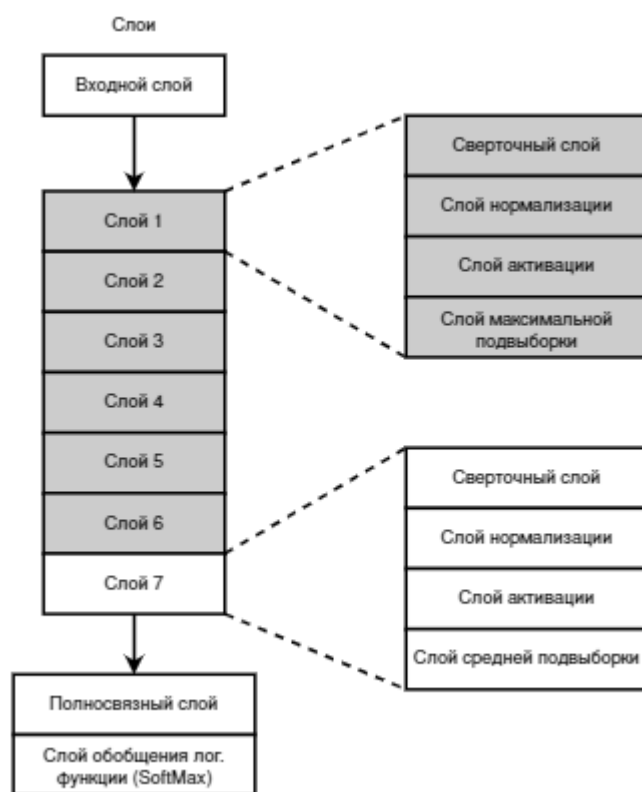 Слои
Входной слой
Слой 1
Слой 2
Слой 3
Слой 4
Слой 5
Слой 6
Слой 7
Полносвязный слой
Слой обобщения лог.
функции (SoftMax)
Сверточный слой
Слой нормализации
Слой активации
Слой максимальной
подвыборки
Сверточный слой
Слой нормализации
Слой активации
Слой средней подвыборки